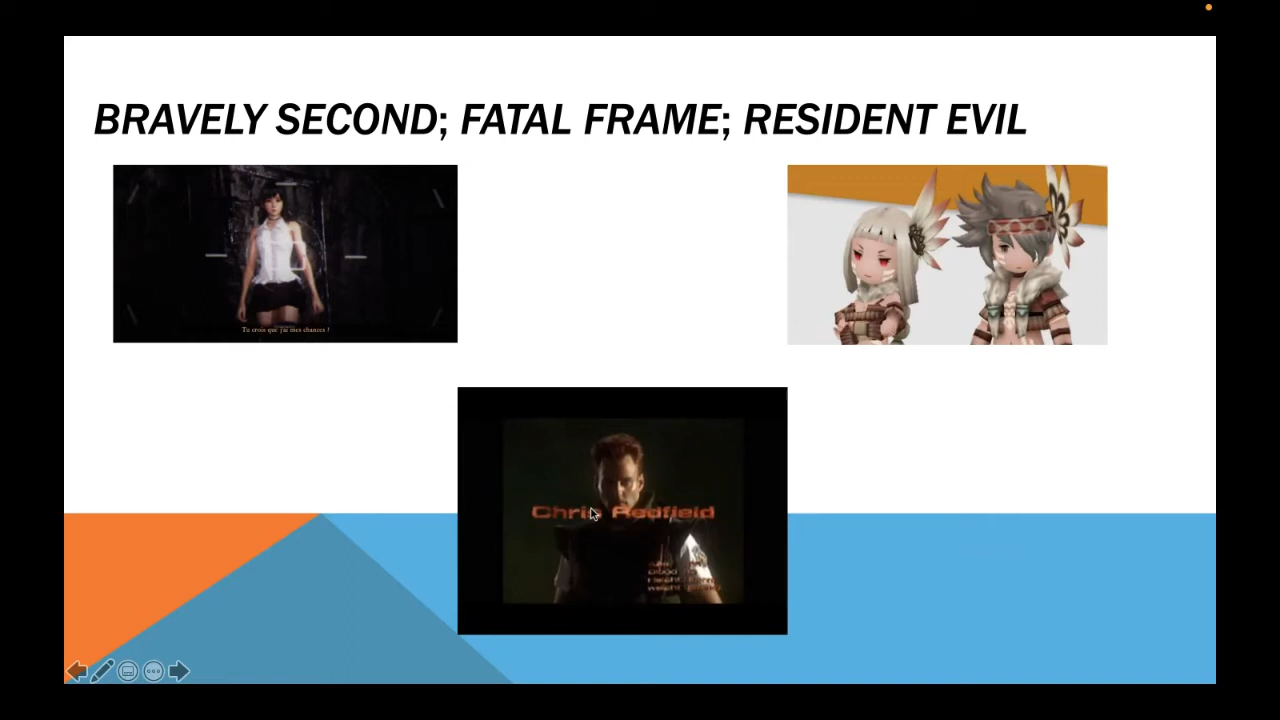 BRAVELY SECOND; FATAL FRAME; RESIDENT EVIL
Tu crois que j'ai mes chances ?
Chris Redfield